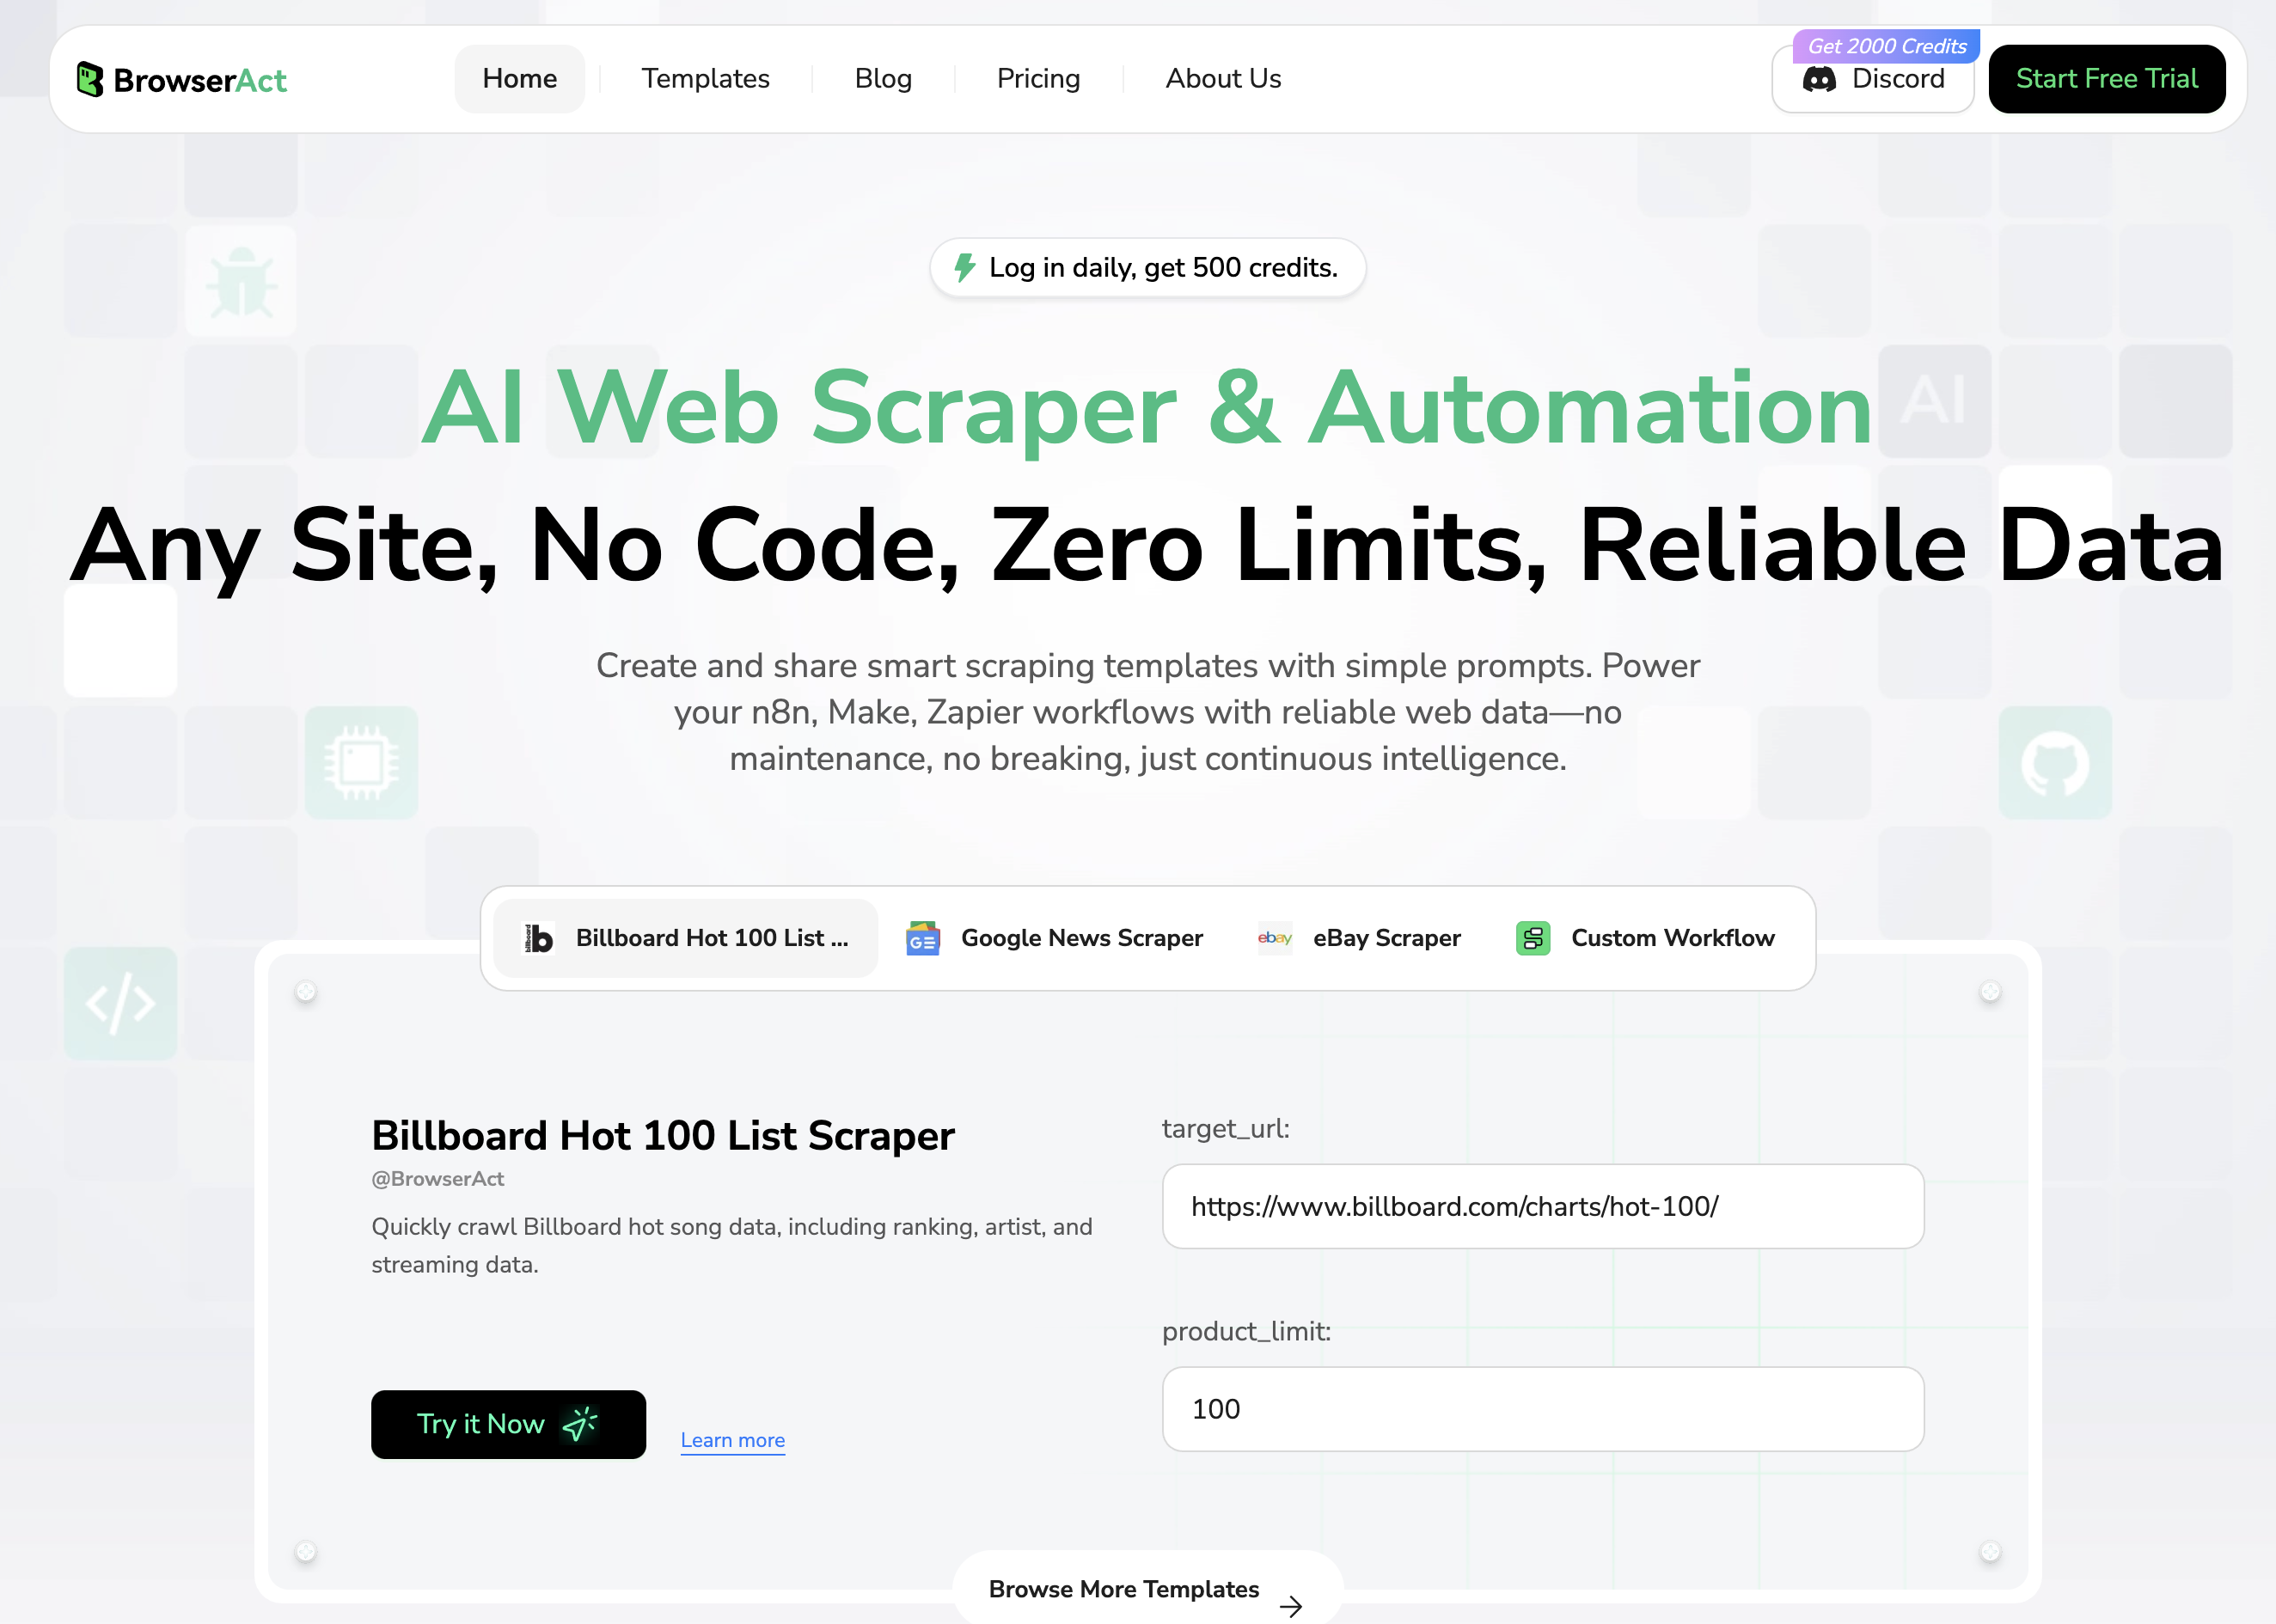 BrowserAct
Home
Templates
Blog
Pricing
About Us
Get 2000 Credits
Discord
Start Free Trial
Log in daily, get 500 credits.
AI Web Scraper & Automation
AI
Any Site, No Code, Zero Limits, Reliable Data
Create and share smart scraping templates with simple prompts. Power
your n8n, Make, Zapier workflows with reliable web data—no
maintenance, no breaking, just continuous intelligence.
billboard b
Billboard Hot 100 List ...
GE
Google News Scraper
ebay
eBay Scraper
Custom Workflow
</>
Billboard Hot 100 List Scraper
@BrowserAct
Quickly crawl Billboard hot song data, including ranking, artist, and
streaming data.
Try it Now
Learn more
target_url:
https://www.billboard.com/charts/hot-100/
product_limit:
100
Browse More Templates